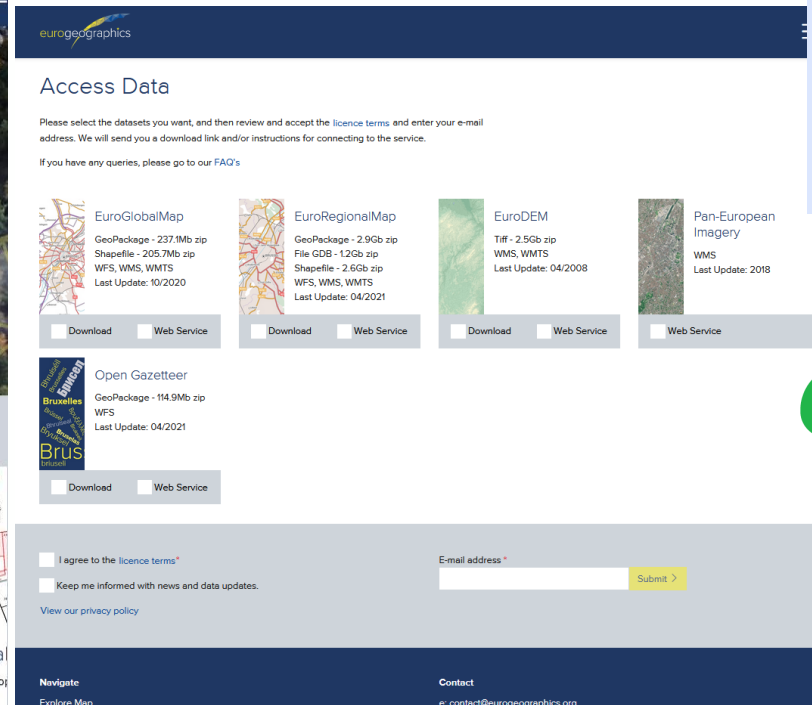 eurogeographics
Access Data
Please select the datasets you want, and then review and accept the licence terms and enter your e-mail
address. We will send you a download link and/or instructions for connecting to the service.
If you have any queries, please go to our FAQ's
EuroGlobalMap
GeoPackage - 237.1Mb zip
Shapefile - 205.7Mb zip
WFS, WMS, WMTS
Last Update: 10/2020
Download Web Service
EuroRegionalMap
GeoPackage - 2.9Gb zip
File GDB - 1.2Gb zip
Shapefile - 2.6Gb zip
WFS, WMS, WMTS
Last Update: 04/2021
Download Web Service
EuroDEM
Tiff - 2.5Gb zip
WMS, WMTS
Last Update: 04/2008
Download Web Service
Pan-European
Imagery
WMS
Last Update: 2018
Web Service
Брисел
Bruxelles
Brus
briusell
Open Gazetteer
GeoPackage - 114.9Mb zip
WFS
Last Update: 04/2021
Download Web Service
I agree to the licence terms*
Keep me informed with news and data updates.
View our privacy policy
E-mail address *
Submit >
Navigate
Explore Map
Contact
e: contact@eurogeographics.org